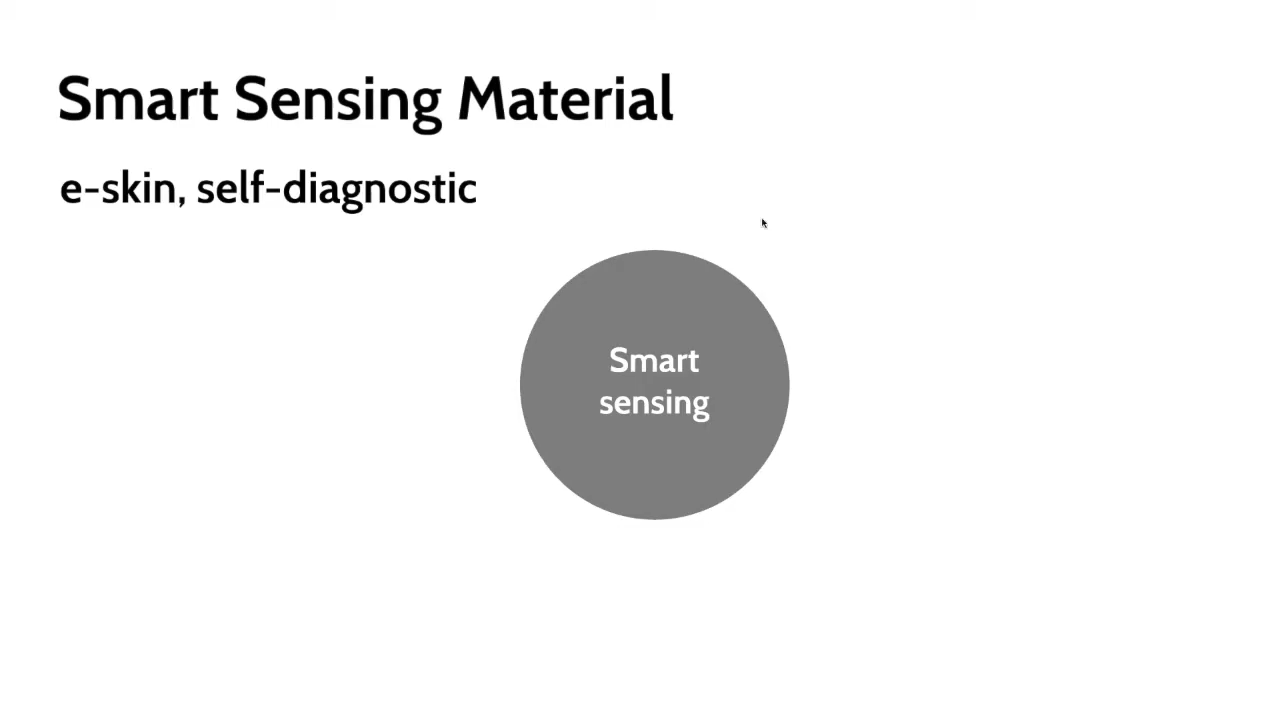 Smart Sensing Material
e-skin, self-diagnostic
Smart
sensing